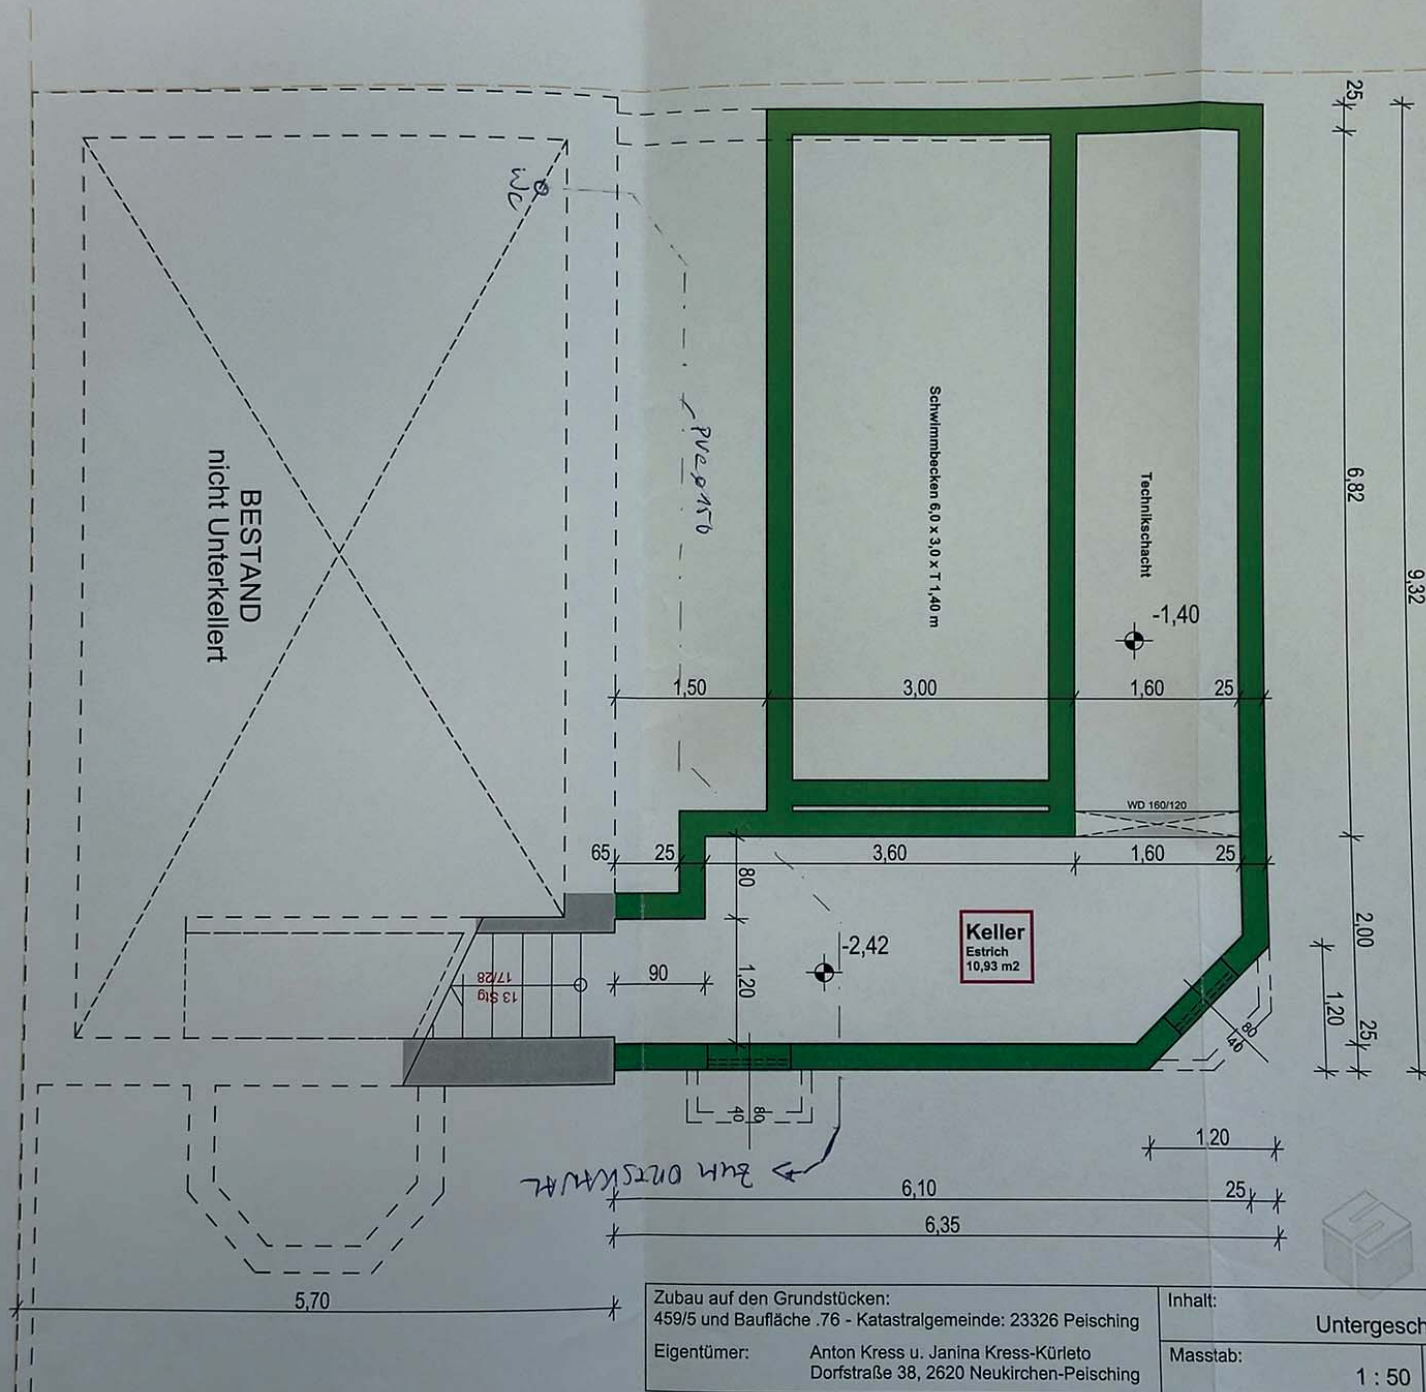 25
9,32
WC
PVC ø 150
6,82
Schwimmbecken 6,0 x 3,0 x T 1,40 m
Technikschacht
BESTAND
nicht Unterkellert
-1,40
1,50
3,00
1,60
25
WD 160/120
65
25
3,60
1,60
25
80
2,00
Keller
Estrich
10,93 m2
-2,42
90
1,20
13 Stg
17/28
1,20
25
80
40
80
40
1,20
ZUM ORTSKANAL
6,10
25
6,35
5,70
Zubau auf den Grundstücken:
459/5 und Baufläche .76 - Katastralgemeinde: 23326 Peisching
Eigentümer:
Anton Kress u. Janina Kress-Kürleto
Dorfstraße 38, 2620 Neukirchen-Peisching
Inhalt:
Untergesch
Masstab:
1 : 50